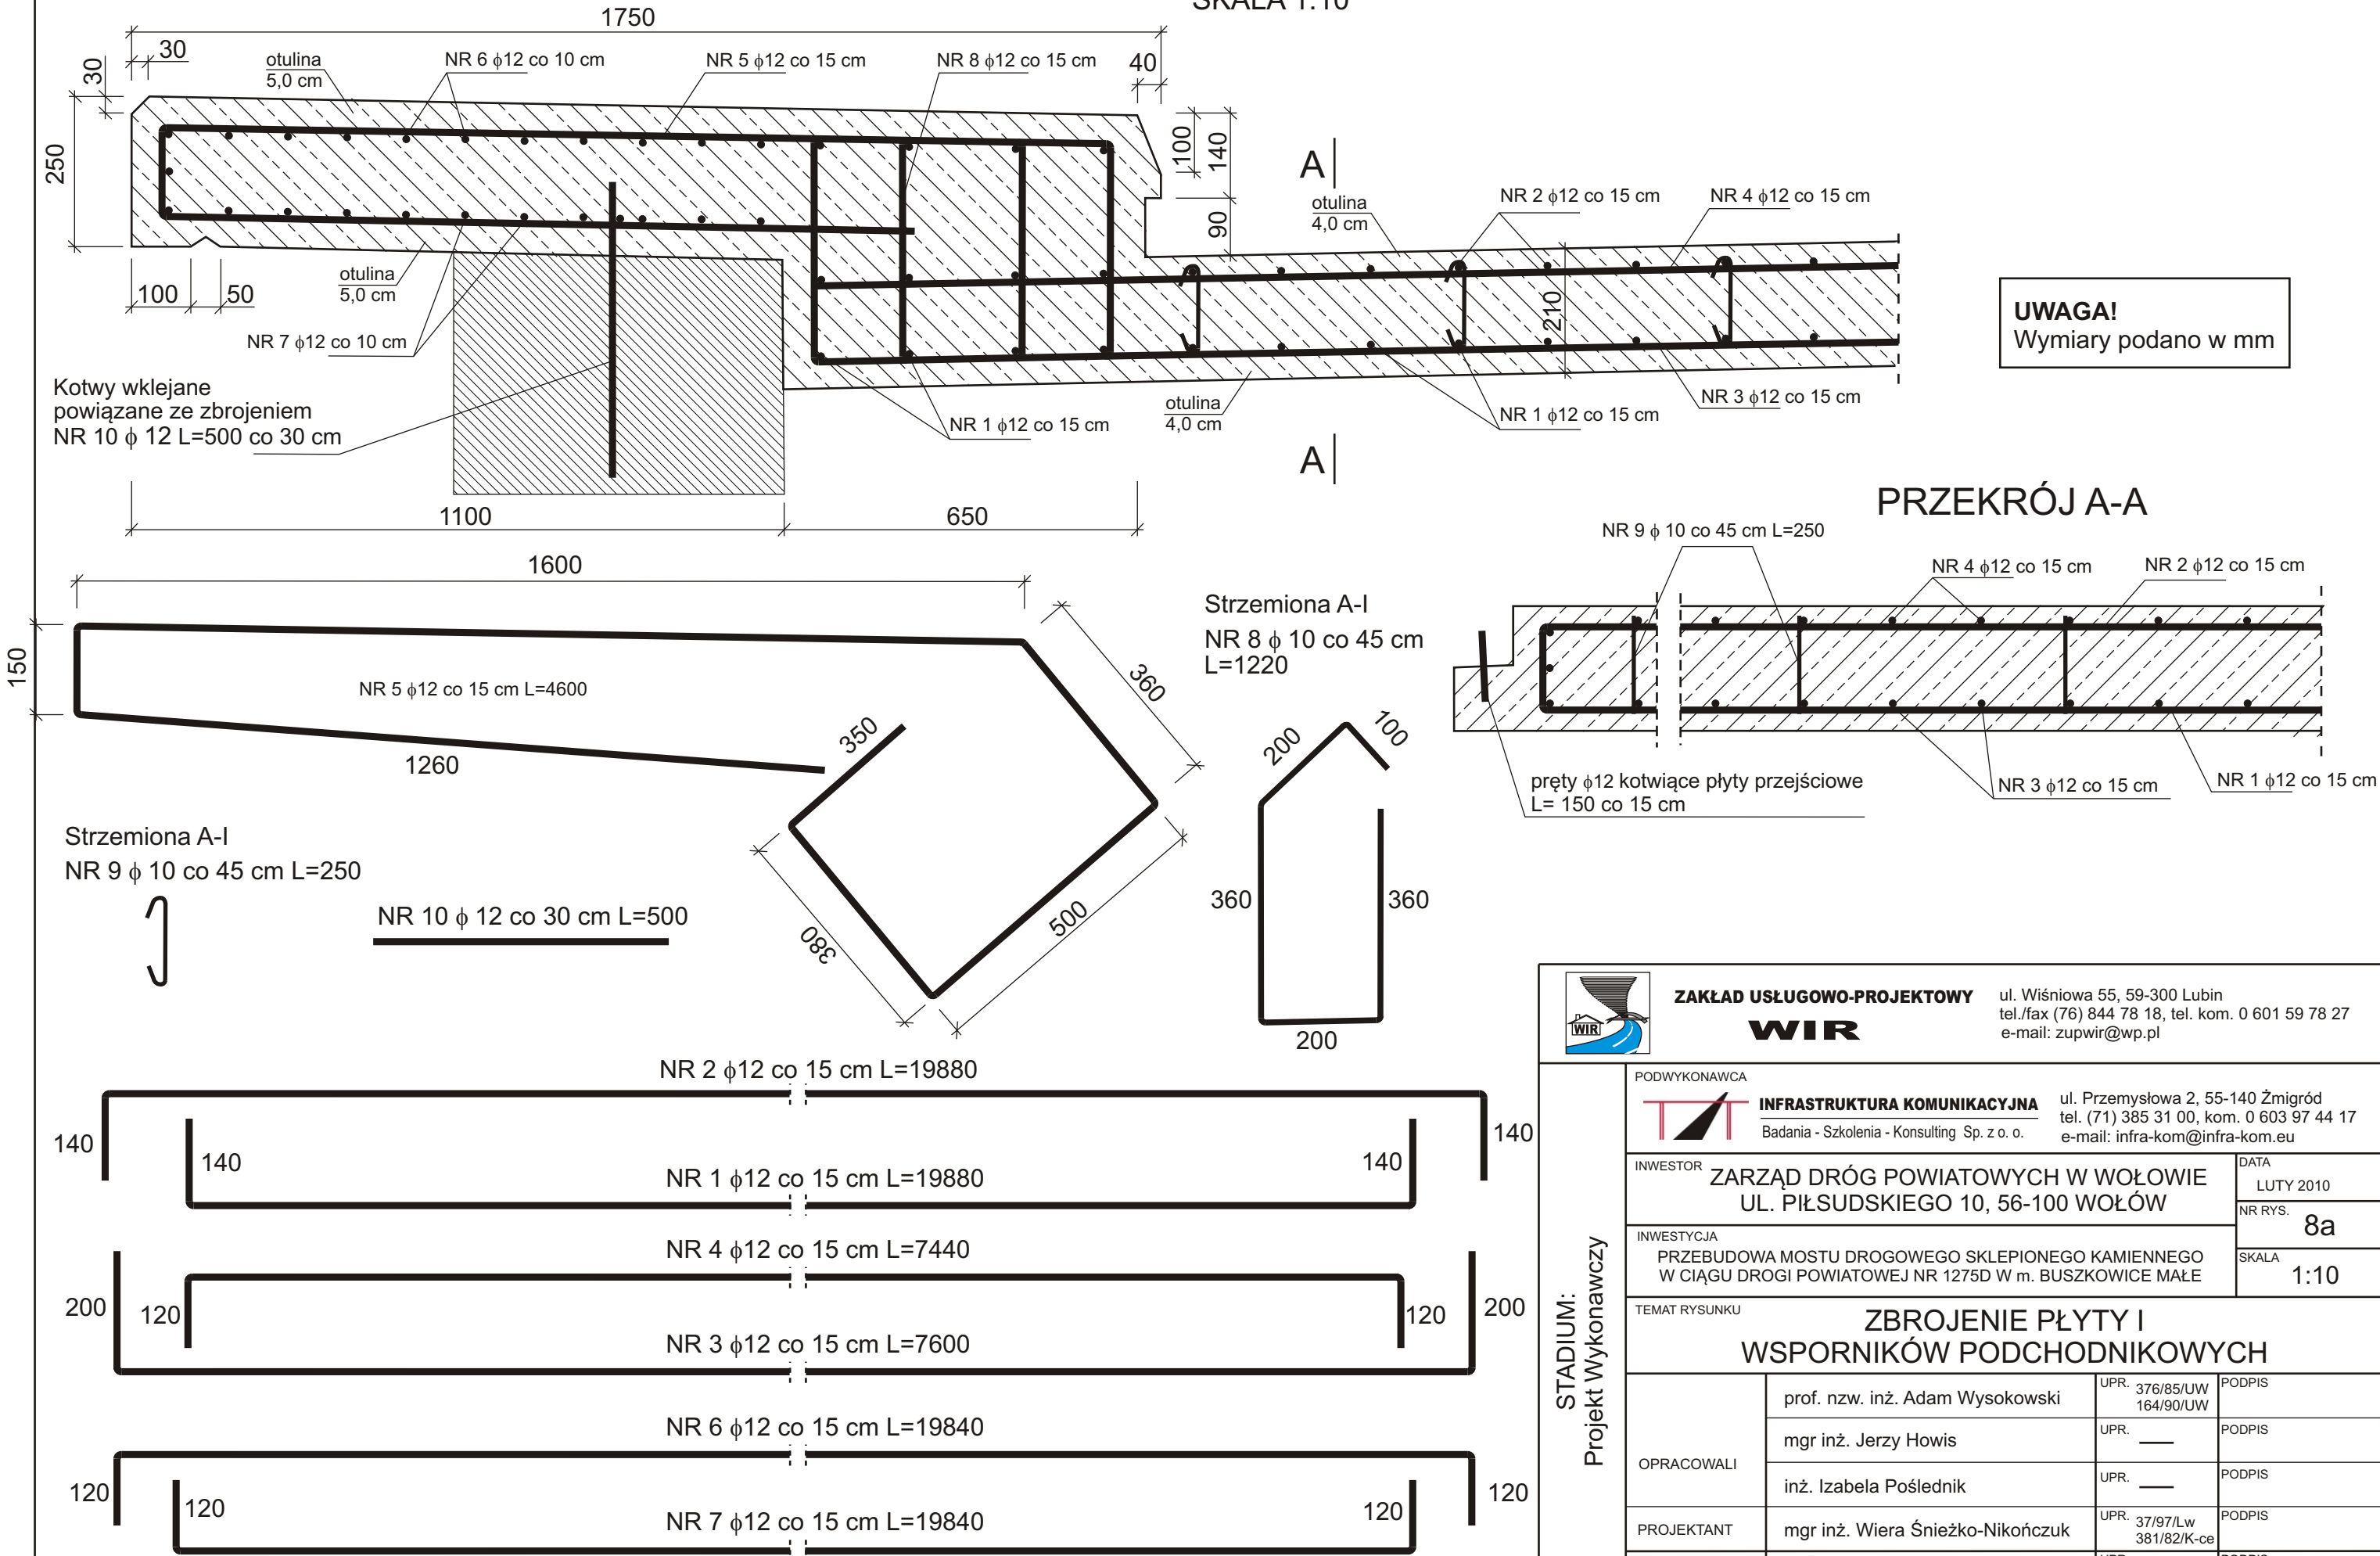 SKALA 1:10
1750
30
30
otulina
5,0 cm
NR 6 ϕ12 co 10 cm
NR 5 ϕ12 co 15 cm
NR 8 ϕ12 co 15 cm
40
250
100
140
90
A
otulina
4,0 cm
NR 2 ϕ12 co 15 cm
NR 4 ϕ12 co 15 cm
100
50
otulina
5,0 cm
210
UWAGA!
Wymiary podano w mm
NR 7 ϕ12 co 10 cm
Kotwy wklejane
powiązane ze zbrojeniem
NR 10 ϕ 12 L=500 co 30 cm
NR 1 ϕ12 co 15 cm
otulina
4,0 cm
NR 1 ϕ12 co 15 cm
NR 3 ϕ12 co 15 cm
A
1100
650
PRZEKRÓJ A-A
NR 9 ϕ 10 co 45 cm L=250
NR 4 ϕ12 co 15 cm
NR 2 ϕ12 co 15 cm
pręty ϕ12 kotwiące płyty przejściowe
L= 150 co 15 cm
NR 3 ϕ12 co 15 cm
NR 1 ϕ12 co 15 cm
1600
150
NR 5 ϕ12 co 15 cm L=4600
1260
350
360
380
500
Strzemiona A-I
NR 8 ϕ 10 co 45 cm
L=1220
200
100
360
360
200
Strzemiona A-I
NR 9 ϕ 10 co 45 cm L=250
NR 10 ϕ 12 co 30 cm L=500
NR 2 ϕ12 co 15 cm L=19880
140
140
140
140
NR 1 ϕ12 co 15 cm L=19880
NR 4 ϕ12 co 15 cm L=7440
200
120
120
200
NR 3 ϕ12 co 15 cm L=7600
NR 6 ϕ12 co 15 cm L=19840
120
120
120
120
NR 7 ϕ12 co 15 cm L=19840
WIR
ZAKŁAD USŁUGOWO-PROJEKTOWY
WIR
ul. Wiśniowa 55, 59-300 Lubin
tel./fax (76) 844 78 18, tel. kom. 0 601 59 78 27
e-mail: zupwir@wp.pl
STADIUM:
Projekt Wykonawczy
PODWYKONAWCA
INFRASTRUKTURA KOMUNIKACYJNA
Badania - Szkolenia - Konsulting Sp. z o. o.
ul. Przemysłowa 2, 55-140 Żmigród
tel. (71) 385 31 00, kom. 0 603 97 44 17
e-mail: infra-kom@infra-kom.eu
INWESTOR
ZARZĄD DRÓG POWIATOWYCH W WOŁOWIE
UL. PIŁSUDSKIEGO 10, 56-100 WOŁÓW
DATA
LUTY 2010
NR RYS.
8a
INWESTYCJA
PRZEBUDOWA MOSTU DROGOWEGO SKLEPIONEGO KAMIENNEGO
W CIĄGU DROGI POWIATOWEJ NR 1275D W m. BUSZKOWICE MAŁE
SKALA
1:10
TEMAT RYSUNKU
ZBROJENIE PŁYTY I
WSPORNIKÓW PODCHODNIKOWYCH
OPRACOWALI
prof. nzw. inż. Adam Wysokowski
UPR. 376/85/UW
164/90/UW
PODPIS
mgr inż. Jerzy Howis
UPR. —
PODPIS
inż. Izabela Poślednik
UPR. —
PODPIS
PROJEKTANT
mgr inż. Wiera Śnieżko-Nikończuk
UPR. 37/97/Lw
381/82/K-ce
PODPIS